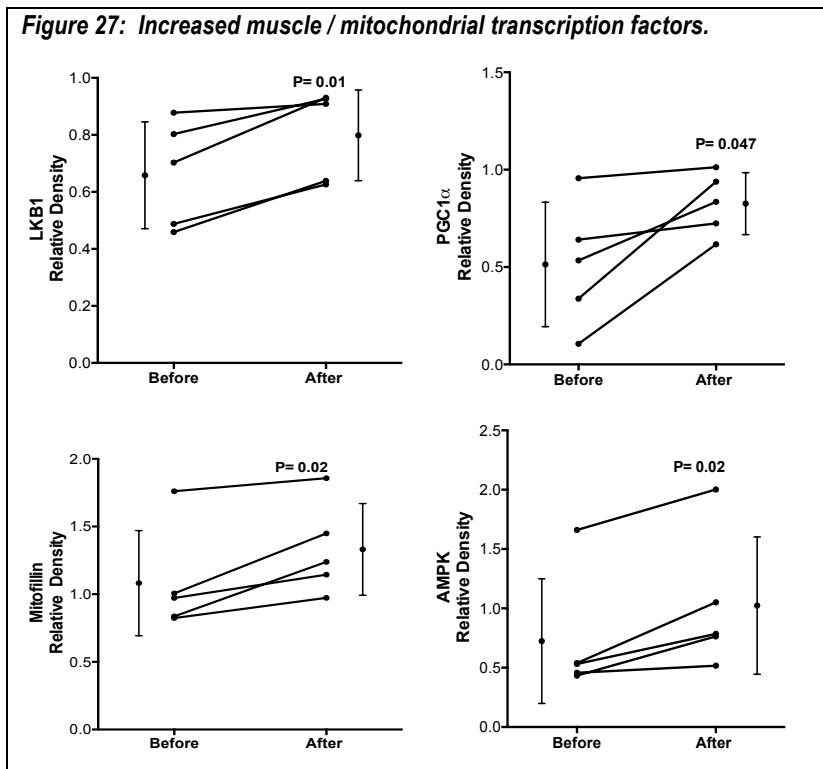 Figure 27: Increased muscle / mitochondrial transcription factors.
P= 0.01
LKB1
Relative Density
1.0
0.8
0.6
0.4
0.2
0.0
Before
After
P= 0.047
PGC1α
Relative Density
1.5
1.0
0.5
0.0
Before
After
P= 0.02
Mitofillin
Relative Density
2.0
1.5
1.0
0.5
0.0
Before
After
P= 0.02
AMPK
Relative Density
2.5
2.0
1.5
1.0
0.5
0.0
Before
After